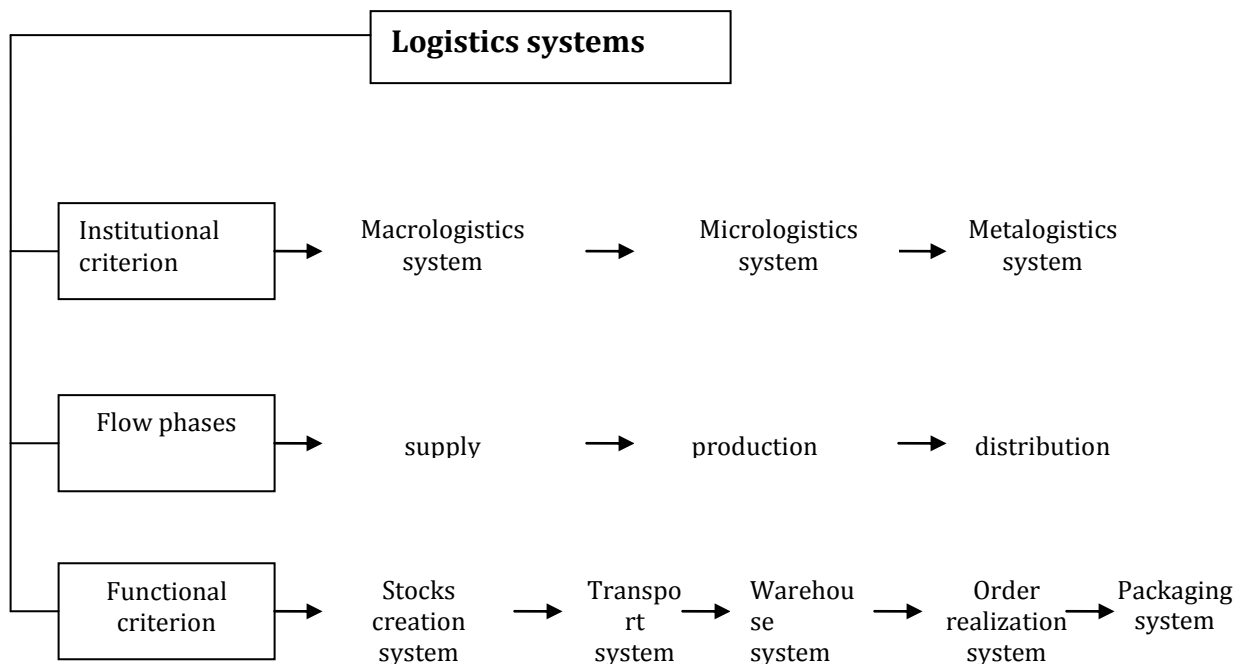 Logistics systems
Institutional
criterion
Macrologistics
system
Micrologistics
system
Metalogistics
system
Flow phases
supply
production
distribution
Functional
criterion
Stocks
creation
system
Transpo
rt
system
Warehou
se
system
Order
realization
system
Packaging
system